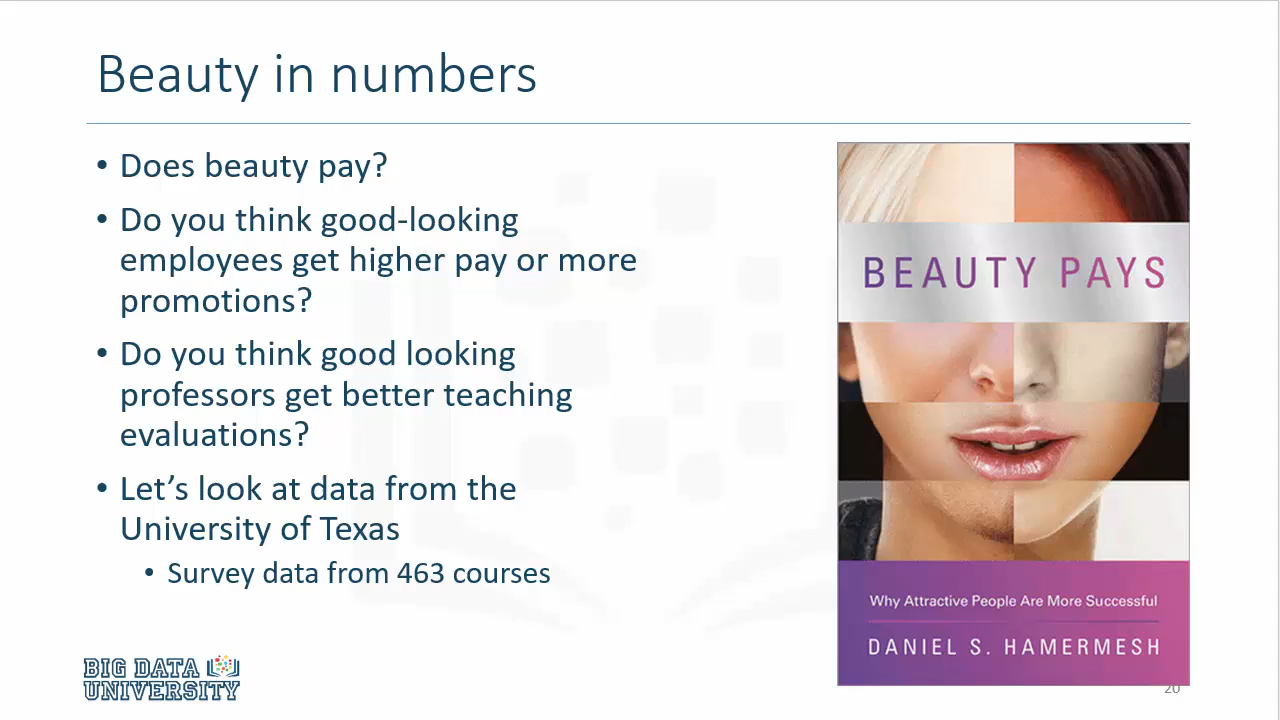 Beauty in numbers
• Does beauty pay?
• Do you think good-looking
employees get higher pay or more
promotions?
• Do you think good looking
professors get better teaching
evaluations?
• Let’s look at data from the
University of Texas
• Survey data from 463 courses
BEAUTY PAYS
Why Attractive People Are More Successful
DANIEL S. HAMERMESH
BIG DATA
UNIVERSITY
20